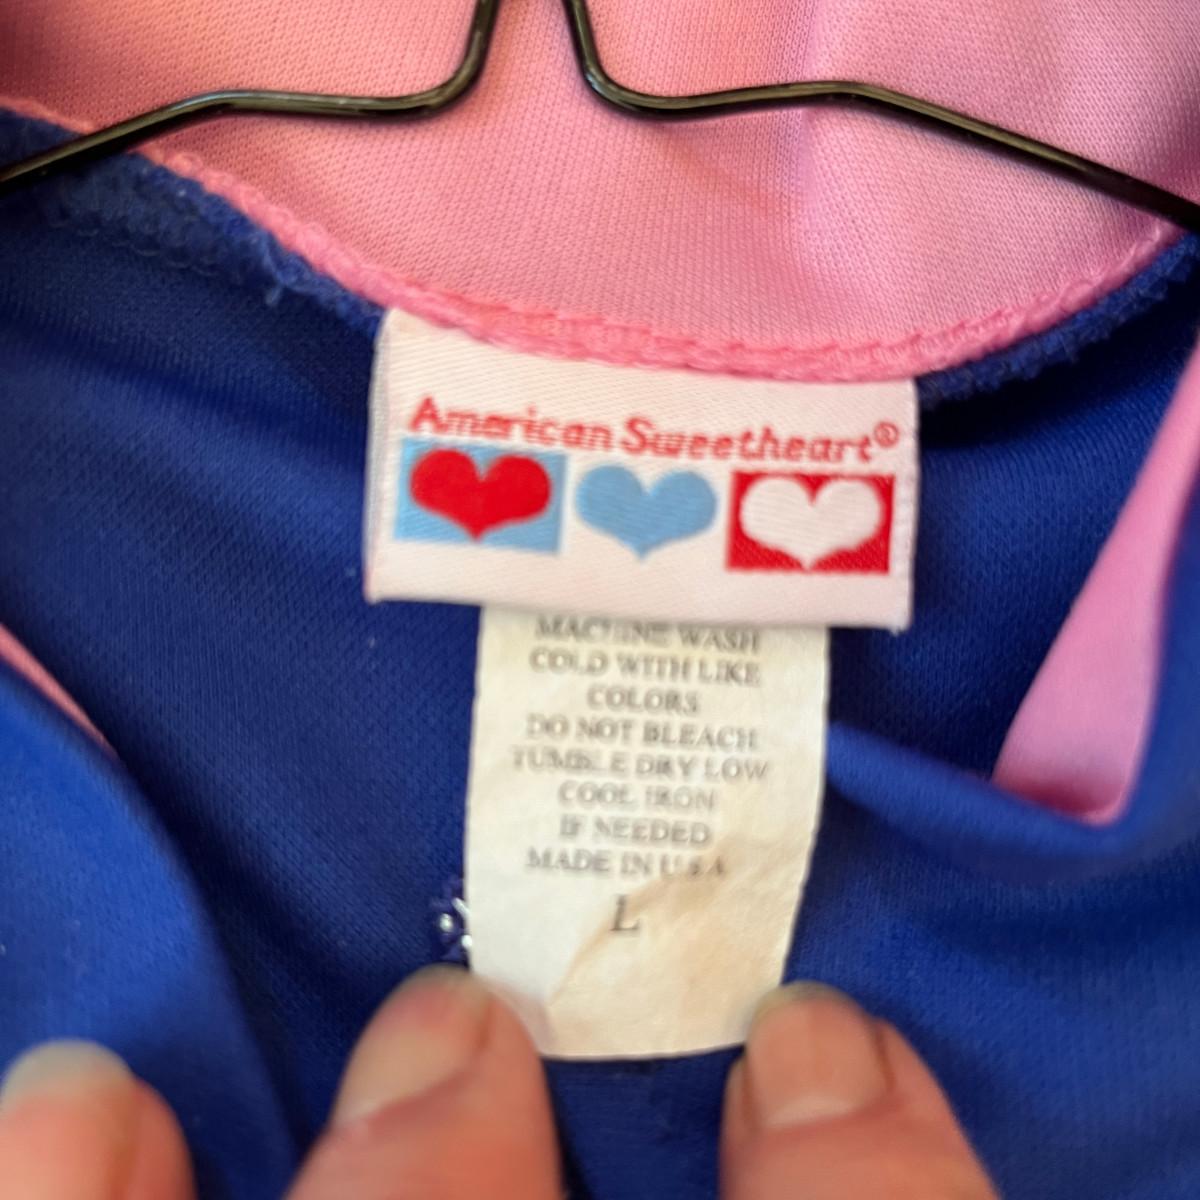 American Sweetheart®
MACHINE WASH
COLD WITH LIKE
COLORS
DO NOT BLEACH
TUMBLE DRY LOW
COOL IRON
IF NEEDED
MADE IN U.S.A
L